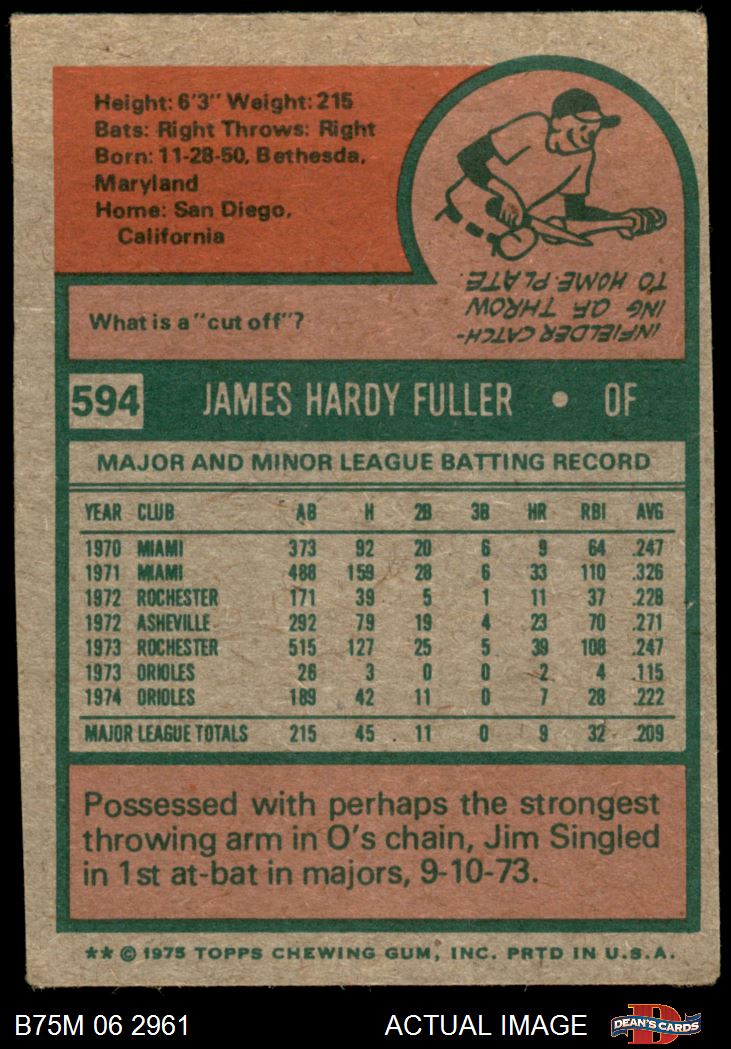 Height: 6'3" Weight: 215
Bats: Right Throws: Right
Born: 11-28-50, Bethesda,
Maryland
Home: San Diego,
California
What is a "cut off"?
INFIELDER CATCH-
ING OF THROW
TO HOME PLATE.
594 JAMES HARDY FULLER • OF
MAJOR AND MINOR LEAGUE BATTING RECORD
YEAR CLUB AB H 2B 3B HR RBI AVG
1970 MIAMI 373 92 20 6 9 64 .247
1971 MIAMI 488 159 28 6 33 110 .326
1972 ROCHESTER 171 39 5 1 11 37 .228
1972 ASHEVILLE 292 79 19 4 23 70 .271
1973 ROCHESTER 515 127 25 5 39 108 .247
1973 ORIOLES 26 3 0 0 2 4 .115
1974 ORIOLES 189 42 11 0 7 28 .222
MAJOR LEAGUE TOTALS 215 45 11 0 9 32 .209
Possessed with perhaps the strongest
throwing arm in O's chain, Jim Singled
in 1st at-bat in majors, 9-10-73.
** © 1975 TOPPS CHEWING GUM, INC. PRTD IN U.S.A.
B75M 06 2961 ACTUAL IMAGE D DEAN'S CARDS